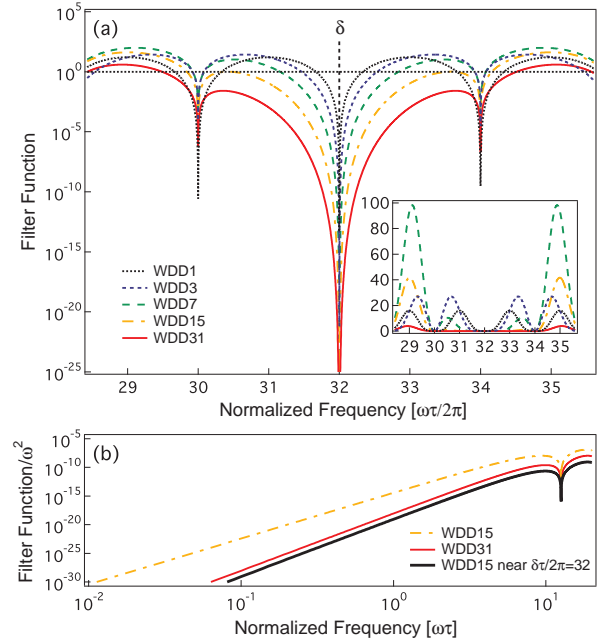 (a)
δ
Filter Function
10^5
10^0
10^-5
10^-10
10^-15
10^-20
10^-25
WDD1
WDD3
WDD7
WDD15
WDD31
100
80
60
40
20
0
29 30 31 32 33 34 35
29 30 31 32 33 34 35
Normalized Frequency [ωτ/2π]
(b)
Filter Function/ω^2
10^-5
10^-10
10^-15
10^-20
10^-25
10^-30
WDD15
WDD31
WDD15 near δτ/2π=32
10^-2 10^-1 10^0 10^1
Normalized Frequency [ωτ]